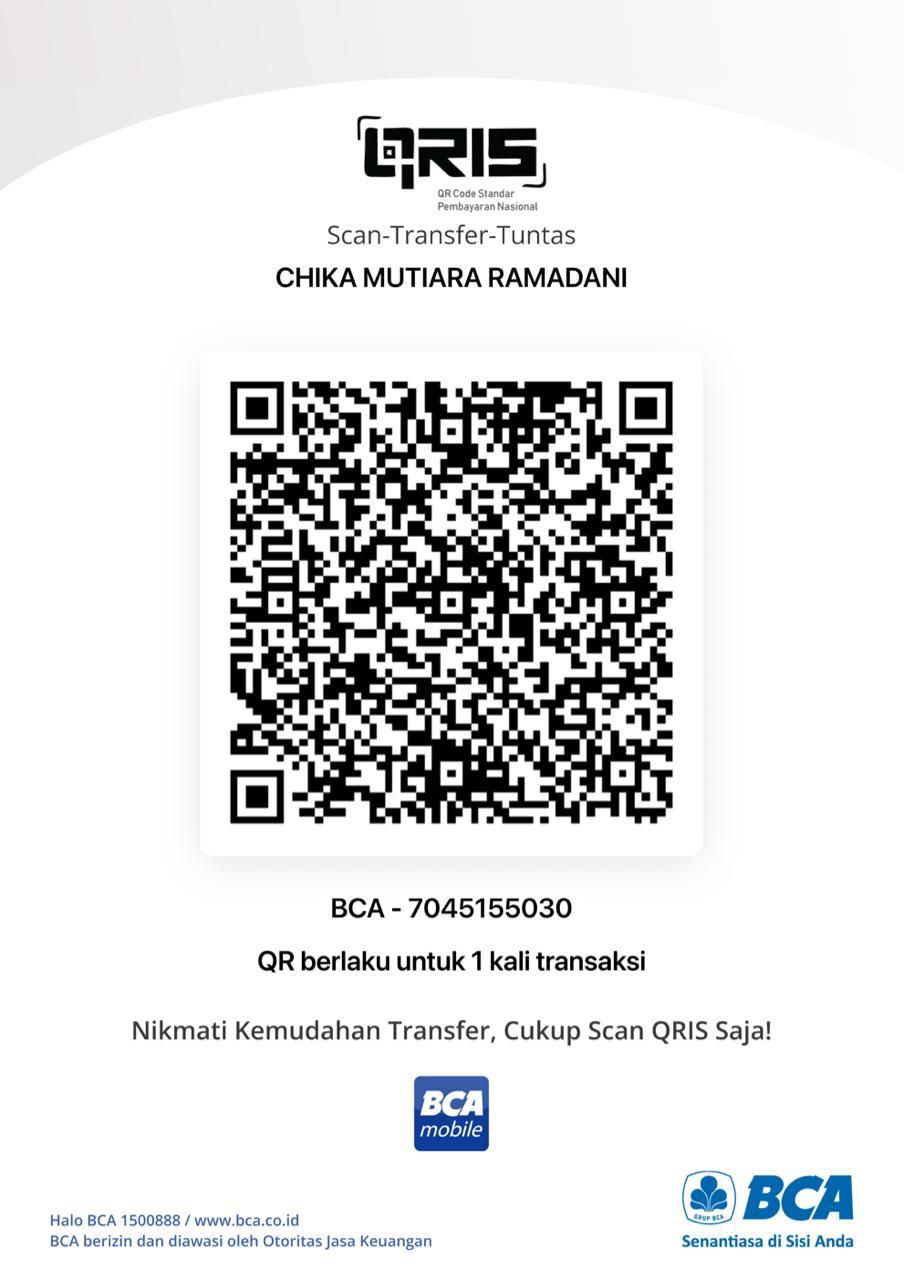 QRIS
QR Code Standar
Pembayaran Nasional
Scan-Transfer-Tuntas
CHIKA MUTIARA RAMADANI
BCA - 7045155030
QR berlaku untuk 1 kali transaksi
Nikmati Kemudahan Transfer, Cukup Scan QRIS Saja!
BCA
mobile
Halo BCA 1500888 / www.bca.co.id
BCA berizin dan diawasi oleh Otoritas Jasa Keuangan
GRUP BCA
BCA
Senantiasa di Sisi Anda